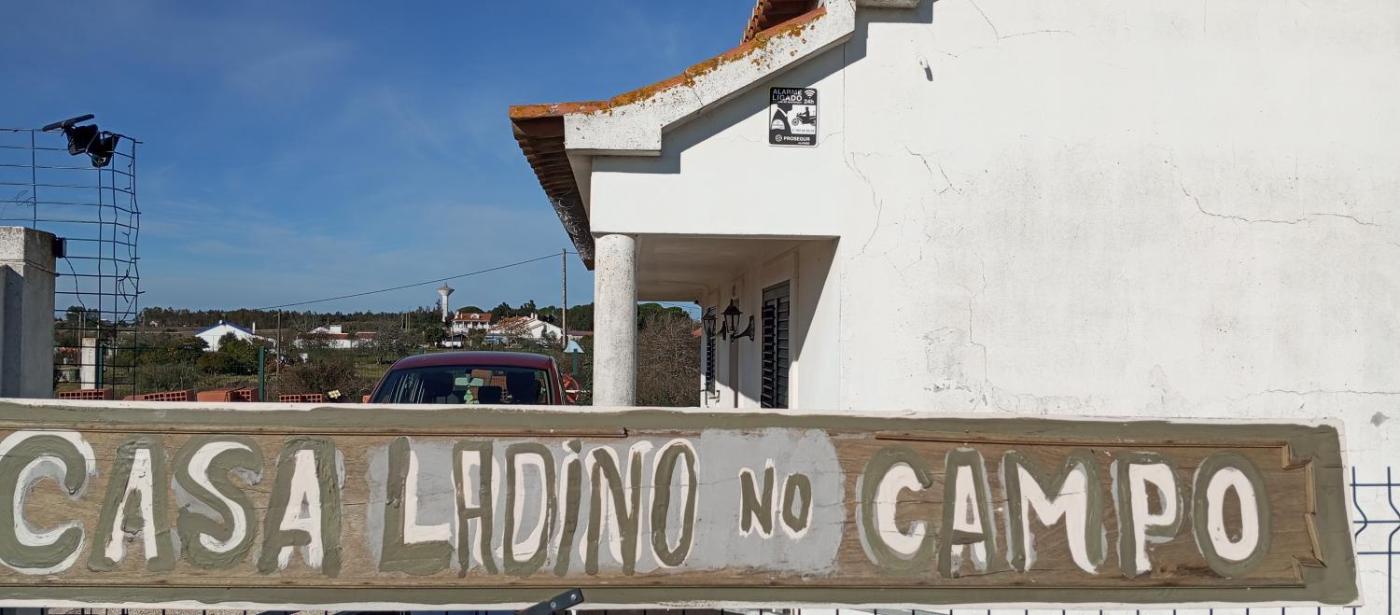 ALARME
LIGADO 24h
PROSEGUR
CASA LADiNO NO CAMPO